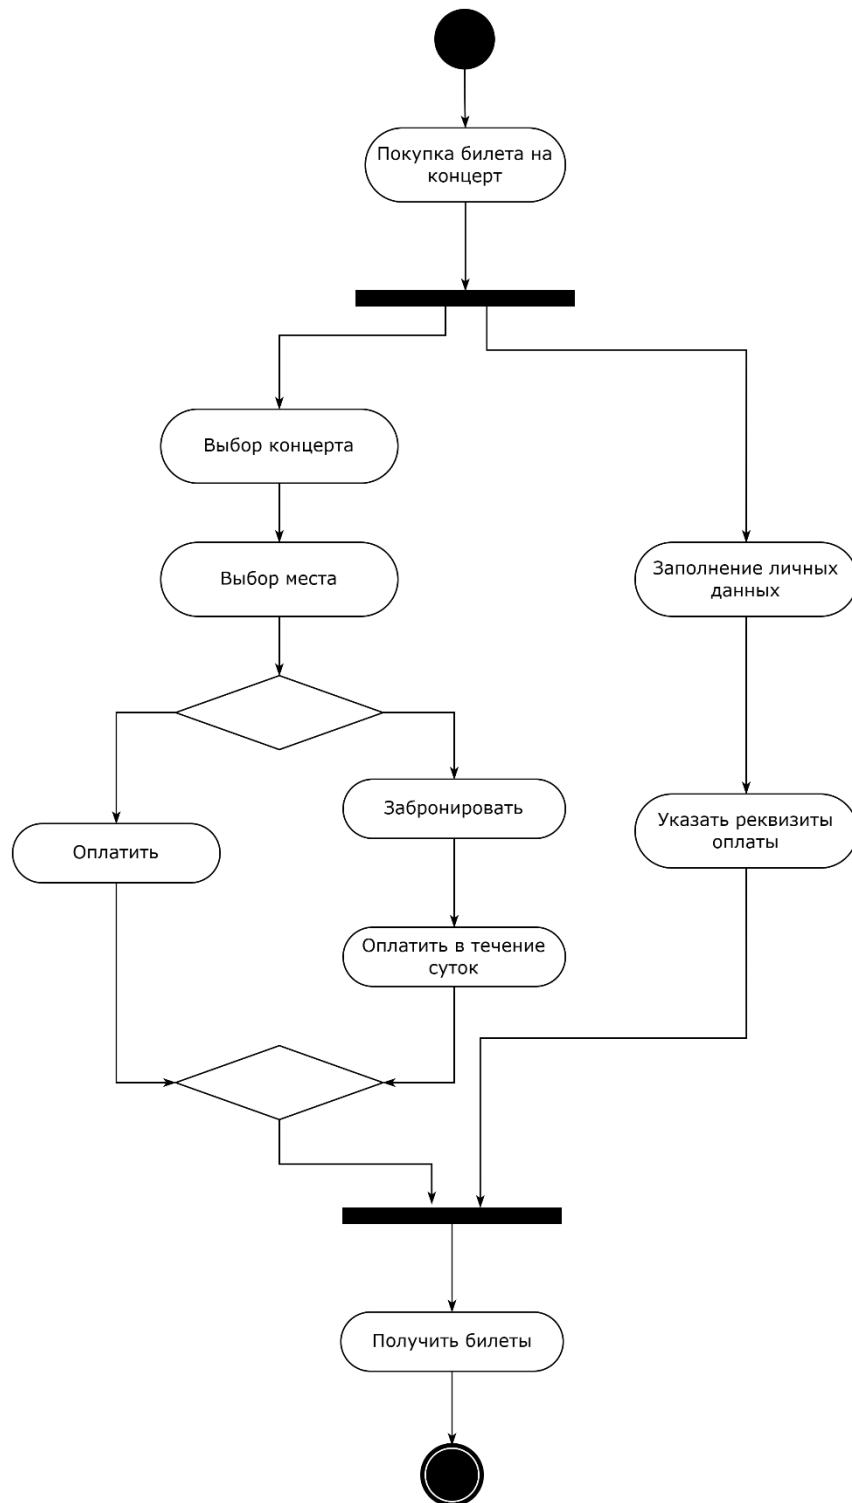 Покупка билета на
концерт
Выбор концерта
Выбор места
Заполнение личных
данных
Забронировать
Указать реквизиты
оплаты
Оплатить
Оплатить в течение
суток
Получить билеты